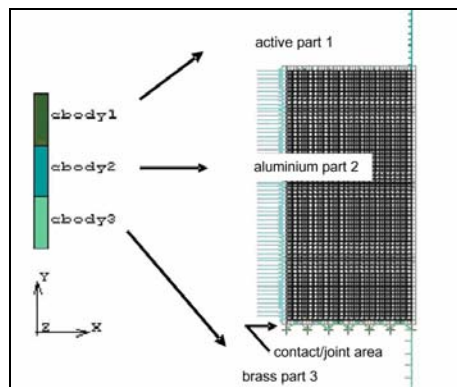 active part 1
cbody1
cbody2
aluminium part 2
cbody3
Y
Z
X
contact/joint area
brass part 3